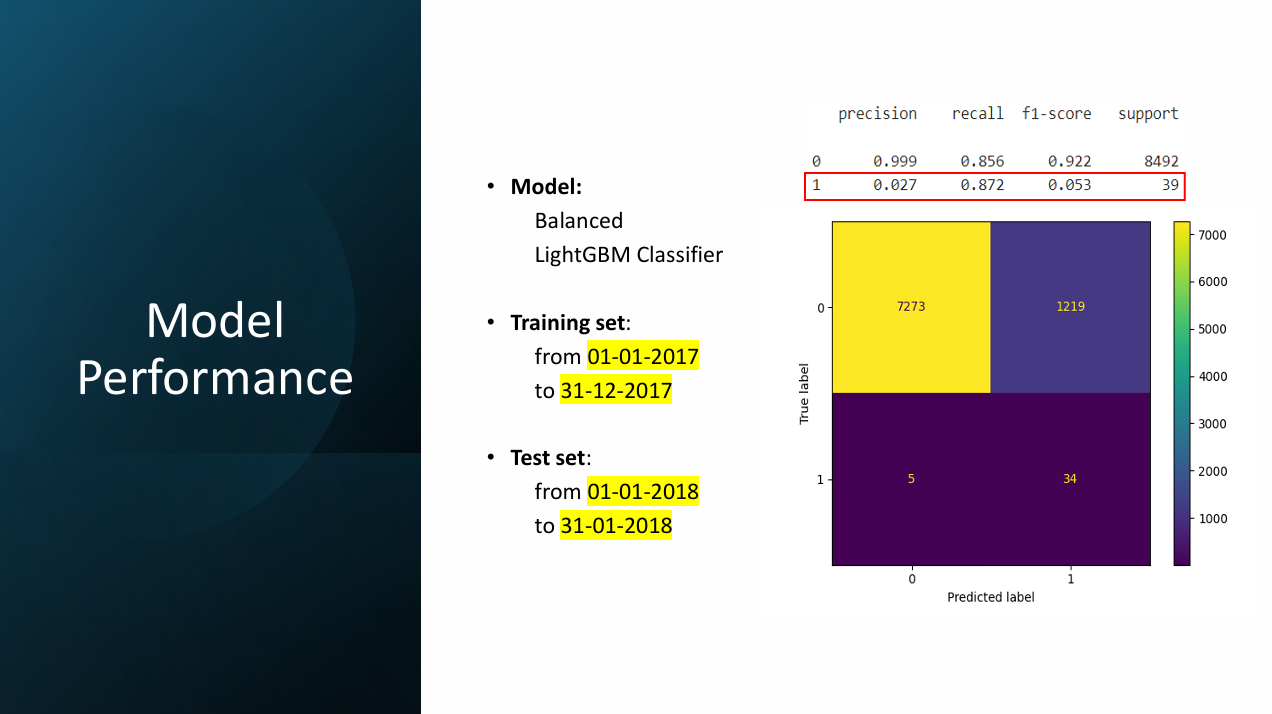 Model
Performance
• Model:
Balanced
LightGBM Classifier
• Training set:
from 01-01-2017
to 31-12-2017
• Test set:
from 01-01-2018
to 31-01-2018
precision recall f1-score support
0 0.999 0.856 0.922 8492
1 0.027 0.872 0.053 39
True label
0
1
7273 1219
5 34
0 1
Predicted label
7000
6000
5000
4000
3000
2000
1000